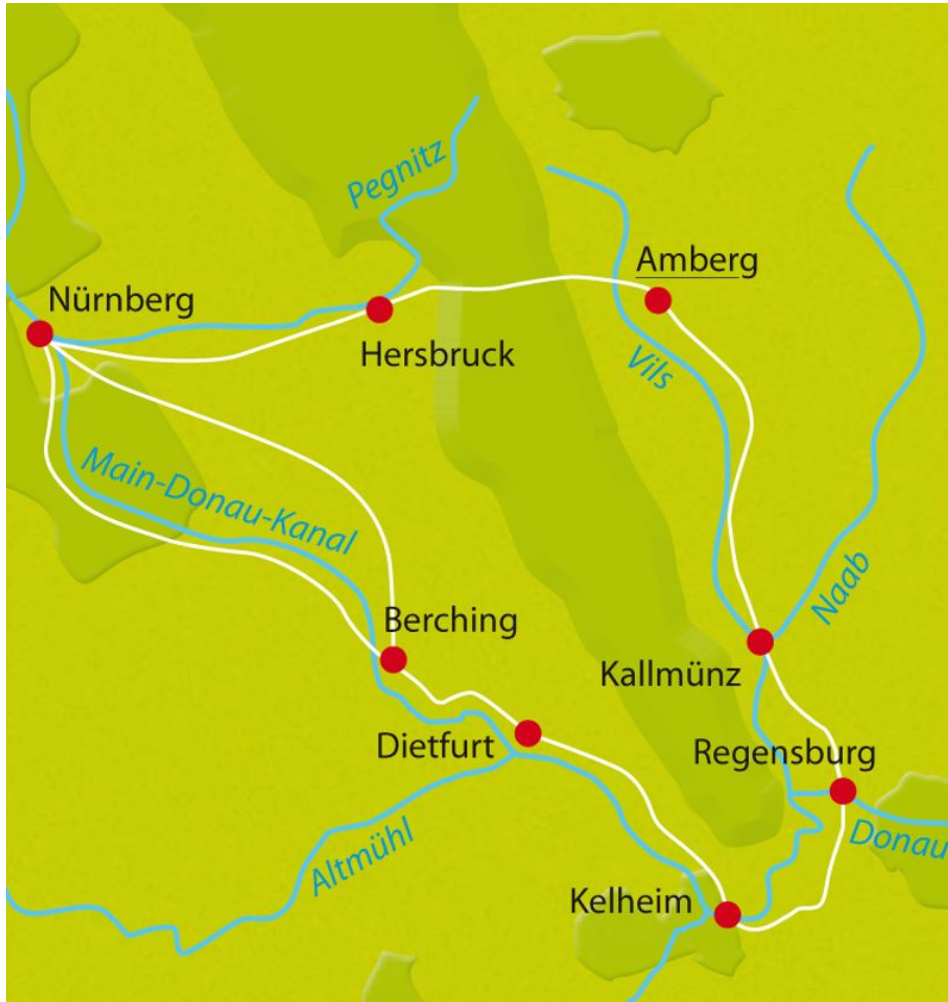 Pegnitz
Amberg
Nürnberg
Hersbruck
Vils
Main-Donau-Kanal
Naab
Berching
Kallmünz
Dietfurt
Regensburg
Altmühl
Donau
Kelheim